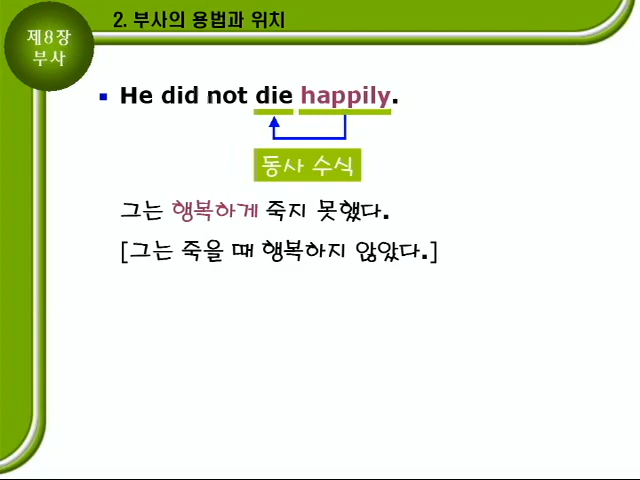 제8장
부사
2. 부사의 용법과 위치
▪ He did not die happily.
동사 수식
그는 행복하게 죽지 못했다.
[그는 죽을 때 행복하지 않았다.]